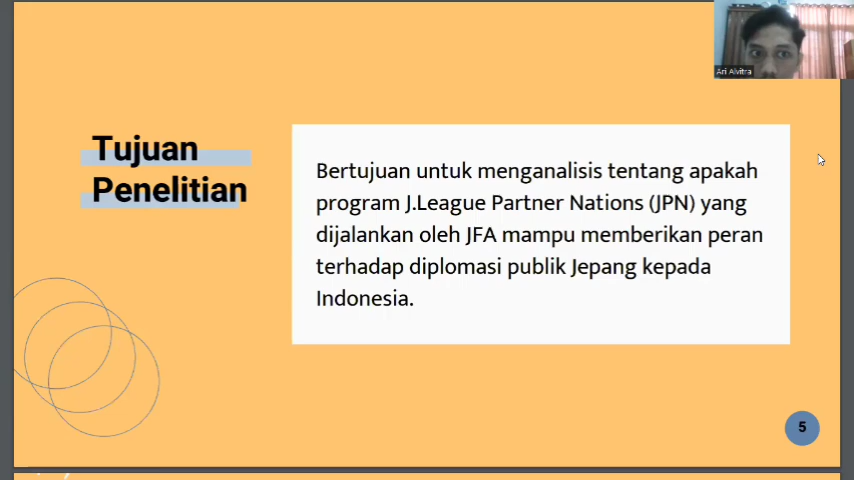 Ari Alvitra
Tujuan
Penelitian
Bertujuan untuk menganalisis tentang apakah
program J.League Partner Nations (JPN) yang
dijalankan oleh JFA mampu memberikan peran
terhadap diplomasi publik Jepang kepada
Indonesia.
5